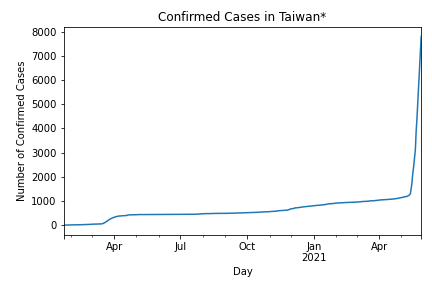 Confirmed Cases in Taiwan*
Number of Confirmed Cases
8000
7000
6000
5000
4000
3000
2000
1000
0
Apr Jul Oct Jan Apr
2021
Day